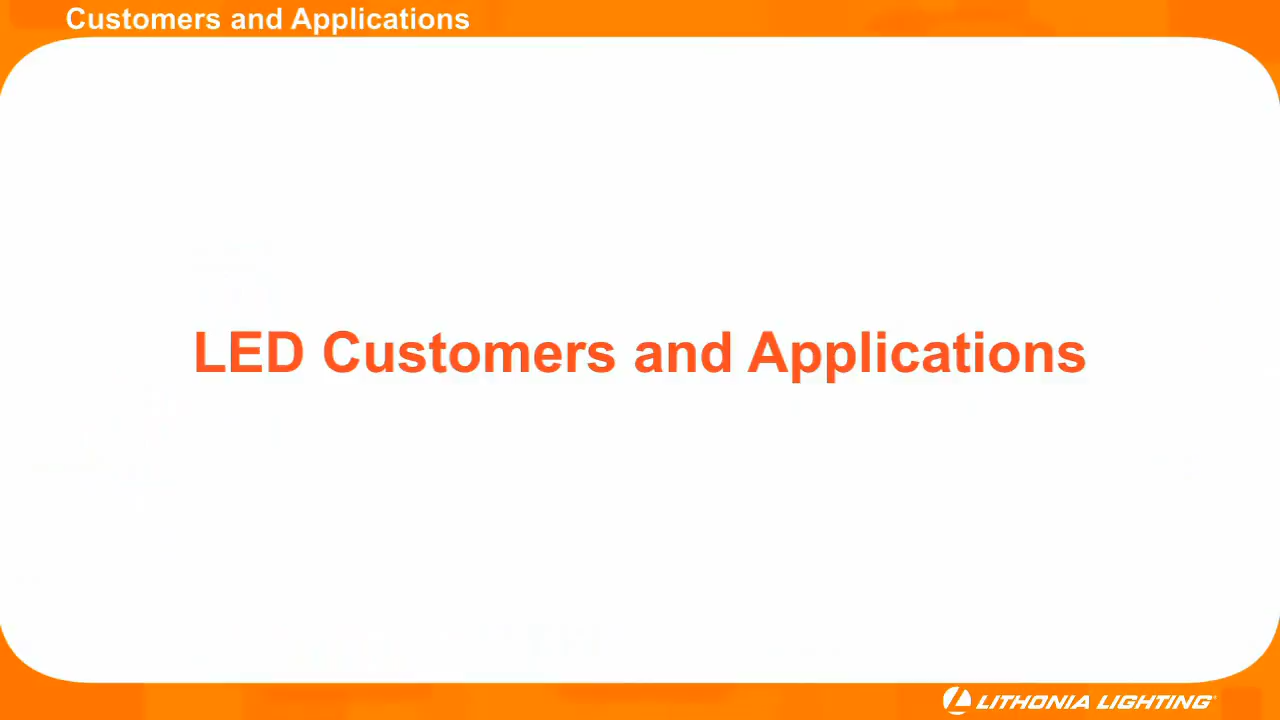 Customers and Applications
LED Customers and Applications
LITHONIA LIGHTING®